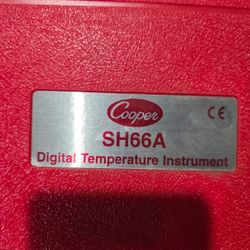 Cooper
CE
SH66A
Digital Temperature Instrument